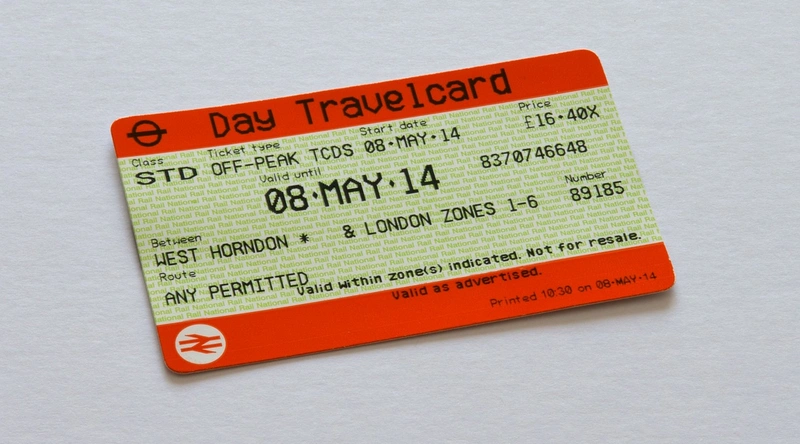 Day Travelcard
Class Ticket type Start date Price
STD OFF-PEAK TCDS 08·MAY·14 £16·40X
Valid until
08·MAY·14 8370746648
Between Number
WEST HORNDON * & LONDON ZONES 1-6 89185
Route
ANY PERMITTED Valid within zone(s) indicated. Not for resale.
Valid as advertised.
Printed 10:30 on 08·MAY·14